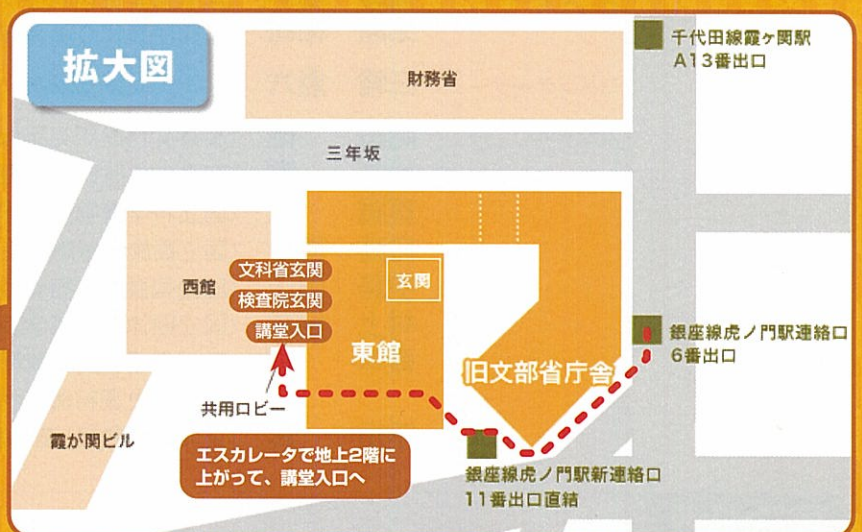 拡大図
千代田線霞ヶ関駅
A13番出口
財務省
三年坂
西館
文科省玄関
検査院玄関
講堂入口
玄関
東館
旧文部省庁舎
銀座線虎ノ門駅連絡口
6番出口
共用ロビー
霞が関ビル
エスカレータで地上2階に
上がって、講堂入口へ
銀座線虎ノ門駅新連絡口
11番出口直結